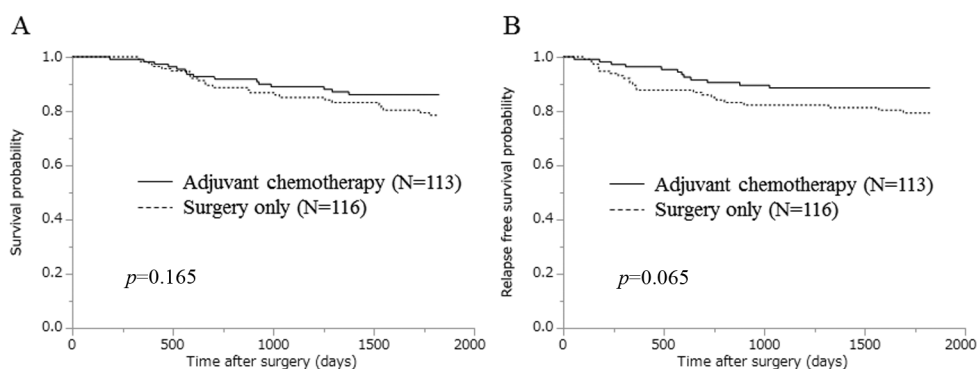 A
1.0
0.8
0.6
0.4
0.2
0.0
Survival probability
Adjuvant chemotherapy (N=113)
Surgery only (N=116)
p=0.165
0
500
1000
1500
2000
Time after surgery (days)
B
1.0
0.8
0.6
0.4
0.2
0.0
Relapse free survival probability
Adjuvant chemotherapy (N=113)
Surgery only (N=116)
p=0.065
0
500
1000
1500
2000
Time after surgery (days)